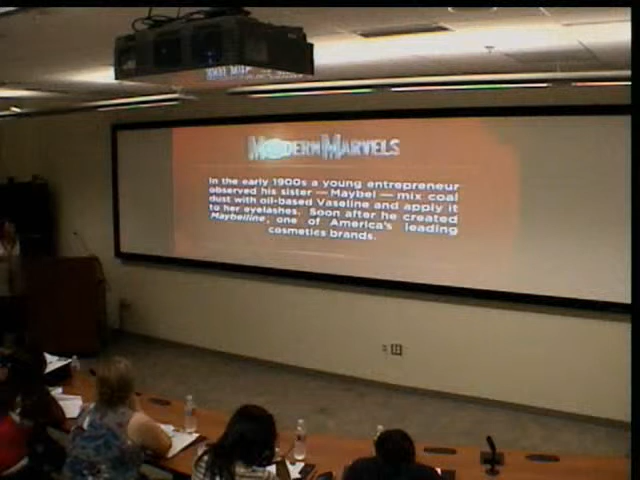 MODERN MARVELS
In the early 1900s a young entrepreneur
observed his sister — Maybel — mix coal
dust with oil-based Vaseline and apply it
to her eyelashes. Soon after he created
Maybelline, one of America's leading
cosmetics brands.